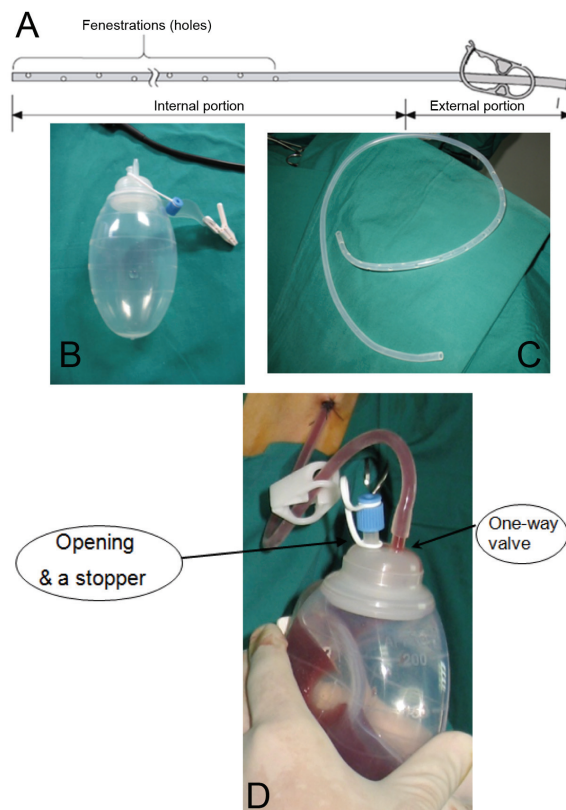 A
Fenestrations (holes)
Internal portion
External portion
B
C
Opening
& a stopper
One-way
valve
200
D